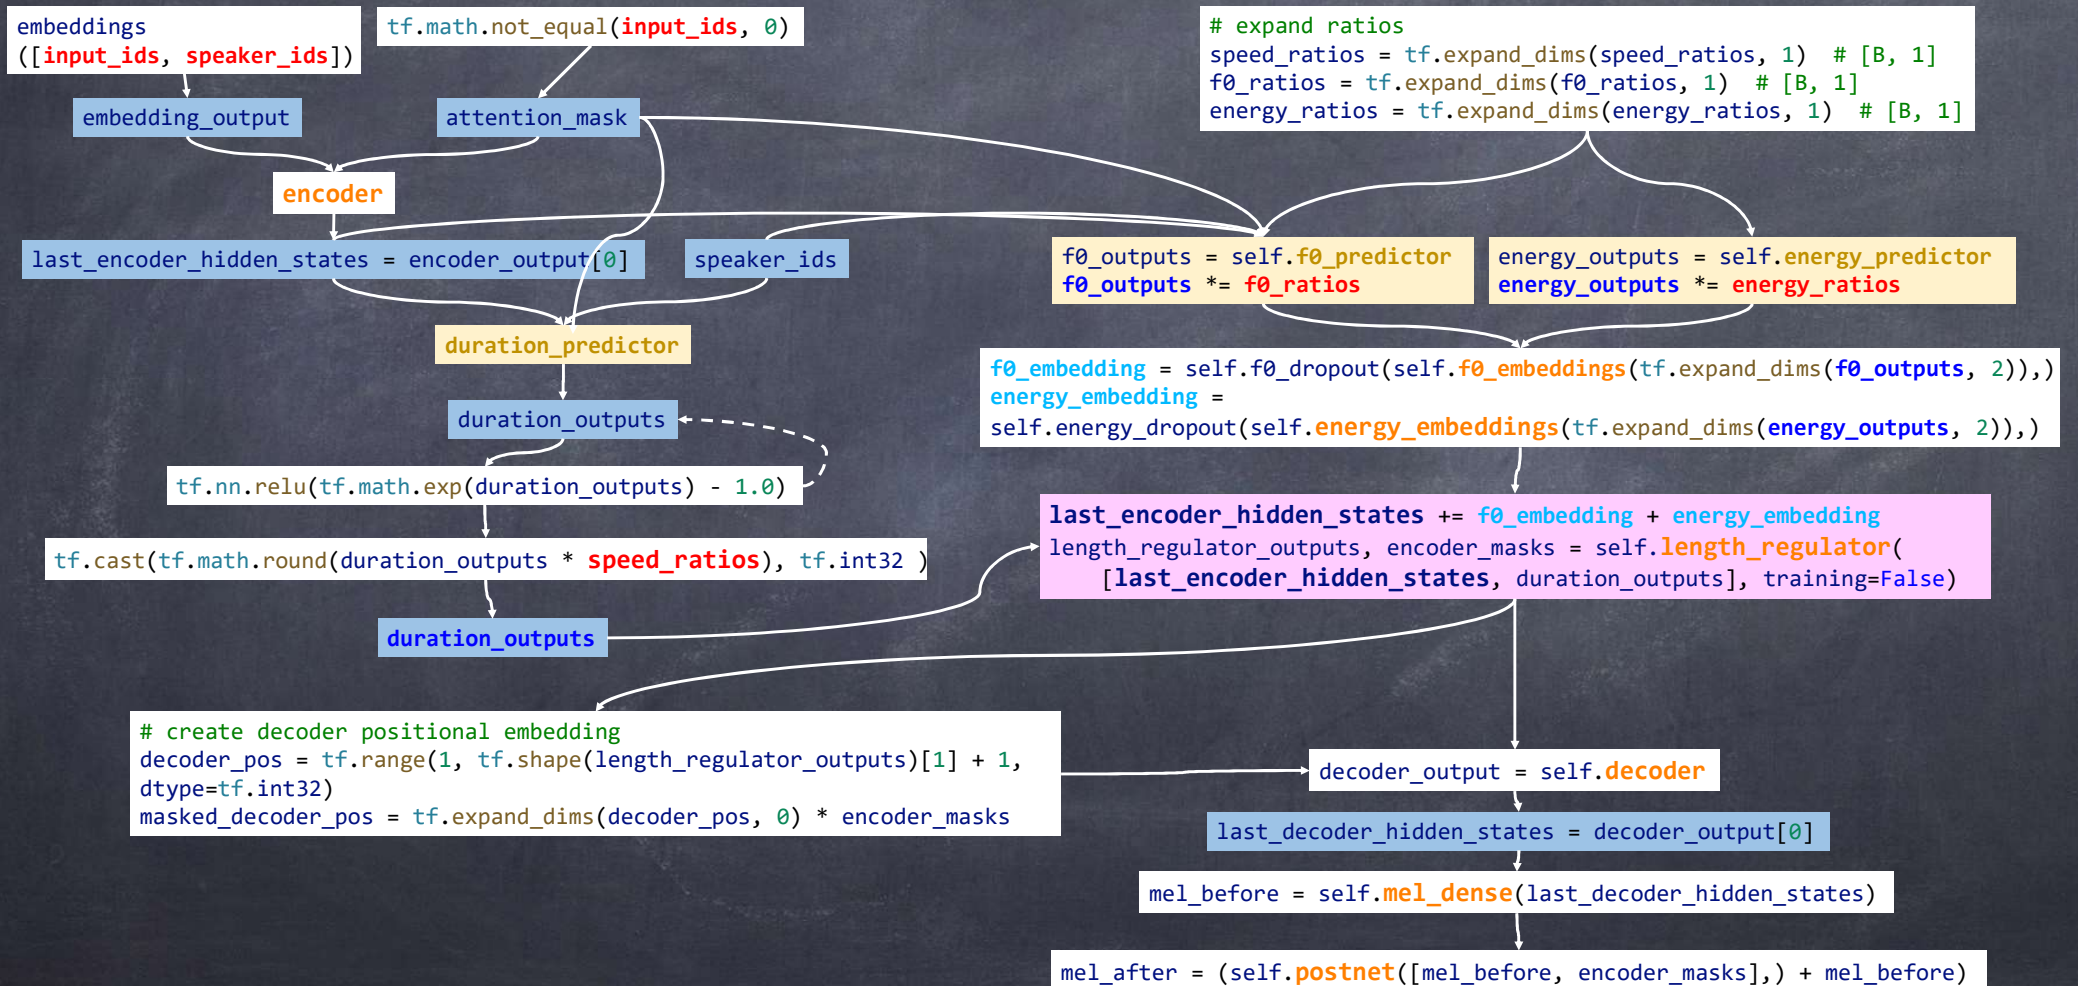 embeddings
([input_ids, speaker_ids])
tf.math.not_equal(input_ids, 0)
# expand ratios
speed_ratios = tf.expand_dims(speed_ratios, 1)  # [B, 1]
f0_ratios = tf.expand_dims(f0_ratios, 1)  # [B, 1]
energy_ratios = tf.expand_dims(energy_ratios, 1)  # [B, 1]
embedding_output
attention_mask
encoder
last_encoder_hidden_states = encoder_output[0]
speaker_ids
f0_outputs = self.f0_predictor
f0_outputs *= f0_ratios
energy_outputs = self.energy_predictor
energy_outputs *= energy_ratios
duration_predictor
f0_embedding = self.f0_dropout(self.f0_embeddings(tf.expand_dims(f0_outputs, 2)),)
energy_embedding =
self.energy_dropout(self.energy_embeddings(tf.expand_dims(energy_outputs, 2)),)
duration_outputs
tf.nn.relu(tf.math.exp(duration_outputs) - 1.0)
tf.cast(tf.math.round(duration_outputs * speed_ratios), tf.int32 )
last_encoder_hidden_states += f0_embedding + energy_embedding
length_regulator_outputs, encoder_masks = self.length_regulator(
[last_encoder_hidden_states, duration_outputs], training=False)
duration_outputs
# create decoder positional embedding
decoder_pos = tf.range(1, tf.shape(length_regulator_outputs)[1] + 1,
dtype=tf.int32)
masked_decoder_pos = tf.expand_dims(decoder_pos, 0) * encoder_masks
decoder_output = self.decoder
last_decoder_hidden_states = decoder_output[0]
mel_before = self.mel_dense(last_decoder_hidden_states)
mel_after = (self.postnet([mel_before, encoder_masks],) + mel_before)